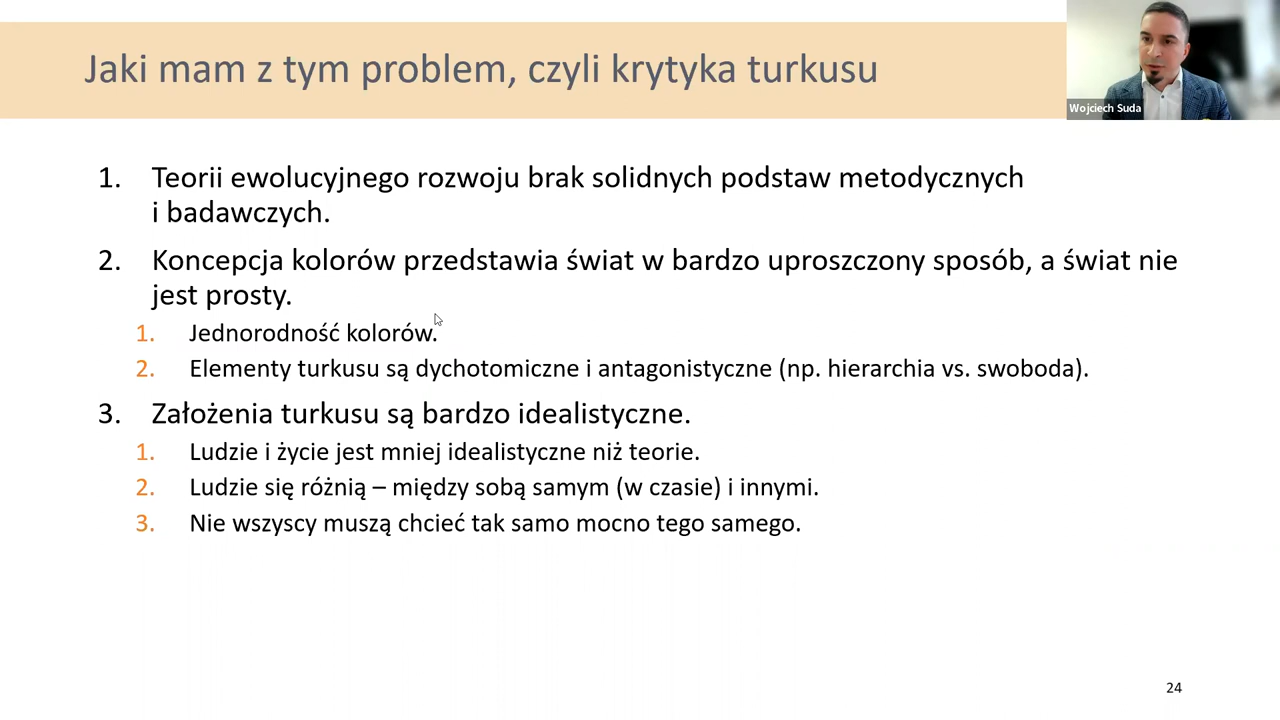 Jaki mam z tym problem, czyli krytyka turkusu
Wojciech Suda
1. Teorii ewolucyjnego rozwoju brak solidnych podstaw metodycznych
i badawczych.
2. Koncepcja kolorów przedstawia świat w bardzo uproszczony sposób, a świat nie
jest prosty.
1. Jednorodność kolorów.
2. Elementy turkusu są dychotomiczne i antagonistyczne (np. hierarchia vs. swoboda).
3. Założenia turkusu są bardzo idealistyczne.
1. Ludzie i życie jest mniej idealistyczne niż teorie.
2. Ludzie się różnią – między sobą samym (w czasie) i innymi.
3. Nie wszyscy muszą chcieć tak samo mocno tego samego.
24